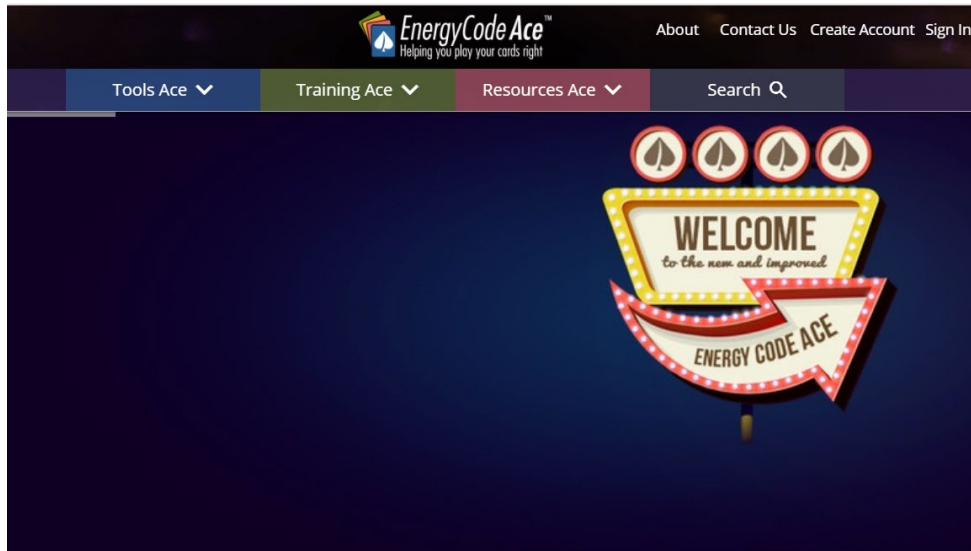 EnergyCode Ace™
Helping you play your cards right
About Contact Us Create Account Sign In
Tools Ace Training Ace Resources Ace Search
WELCOME
to the new and improved
ENERGY CODE ACE